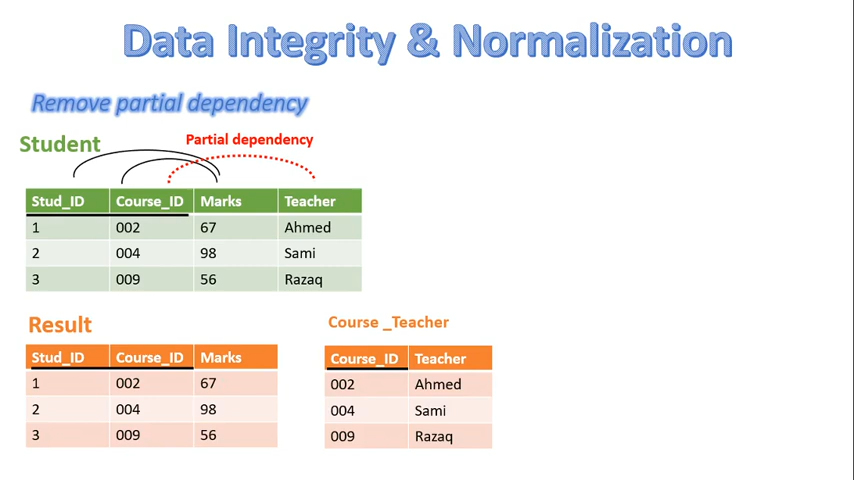 Data Integrity & Normalization
Remove partial dependency
Student
Partial dependency
Stud_ID Course_ID Marks Teacher
1 002 67 Ahmed
2 004 98 Sami
3 009 56 Razaq
Result
Stud_ID Course_ID Marks
1 002 67
2 004 98
3 009 56
Course _Teacher
Course_ID Teacher
002 Ahmed
004 Sami
009 Razaq